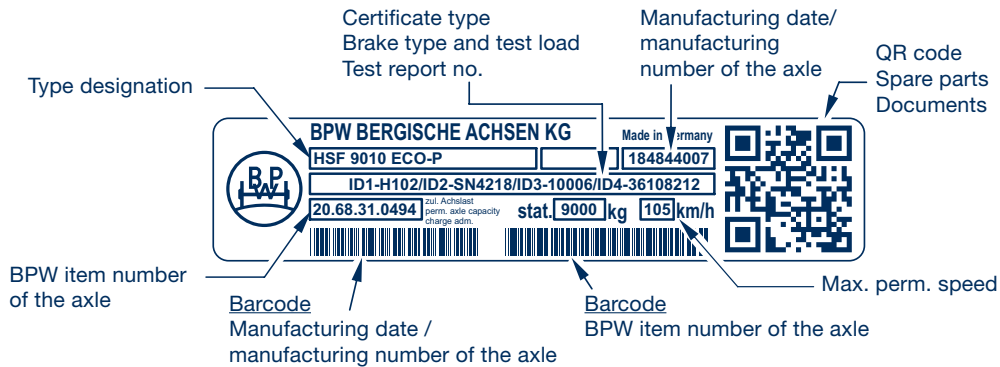 Certificate type
Brake type and test load
Test report no.
Manufacturing date/
manufacturing
number of the axle
QR code
Spare parts
Documents
Type designation
BPW BERGISCHE ACHSEN KG
Made in Germany
HSF 9010 ECO-P
184844007
BPW
ID1-H102/ID2-SN4218/ID3-10006/ID4-36108212
20.68.31.0494
zul. Achslast
perm. axle capacity
charge adm.
stat. 9000 kg
105 km/h
BPW item number
of the axle
Max. perm. speed
Barcode
Manufacturing date /
manufacturing number of the axle
Barcode
BPW item number of the axle